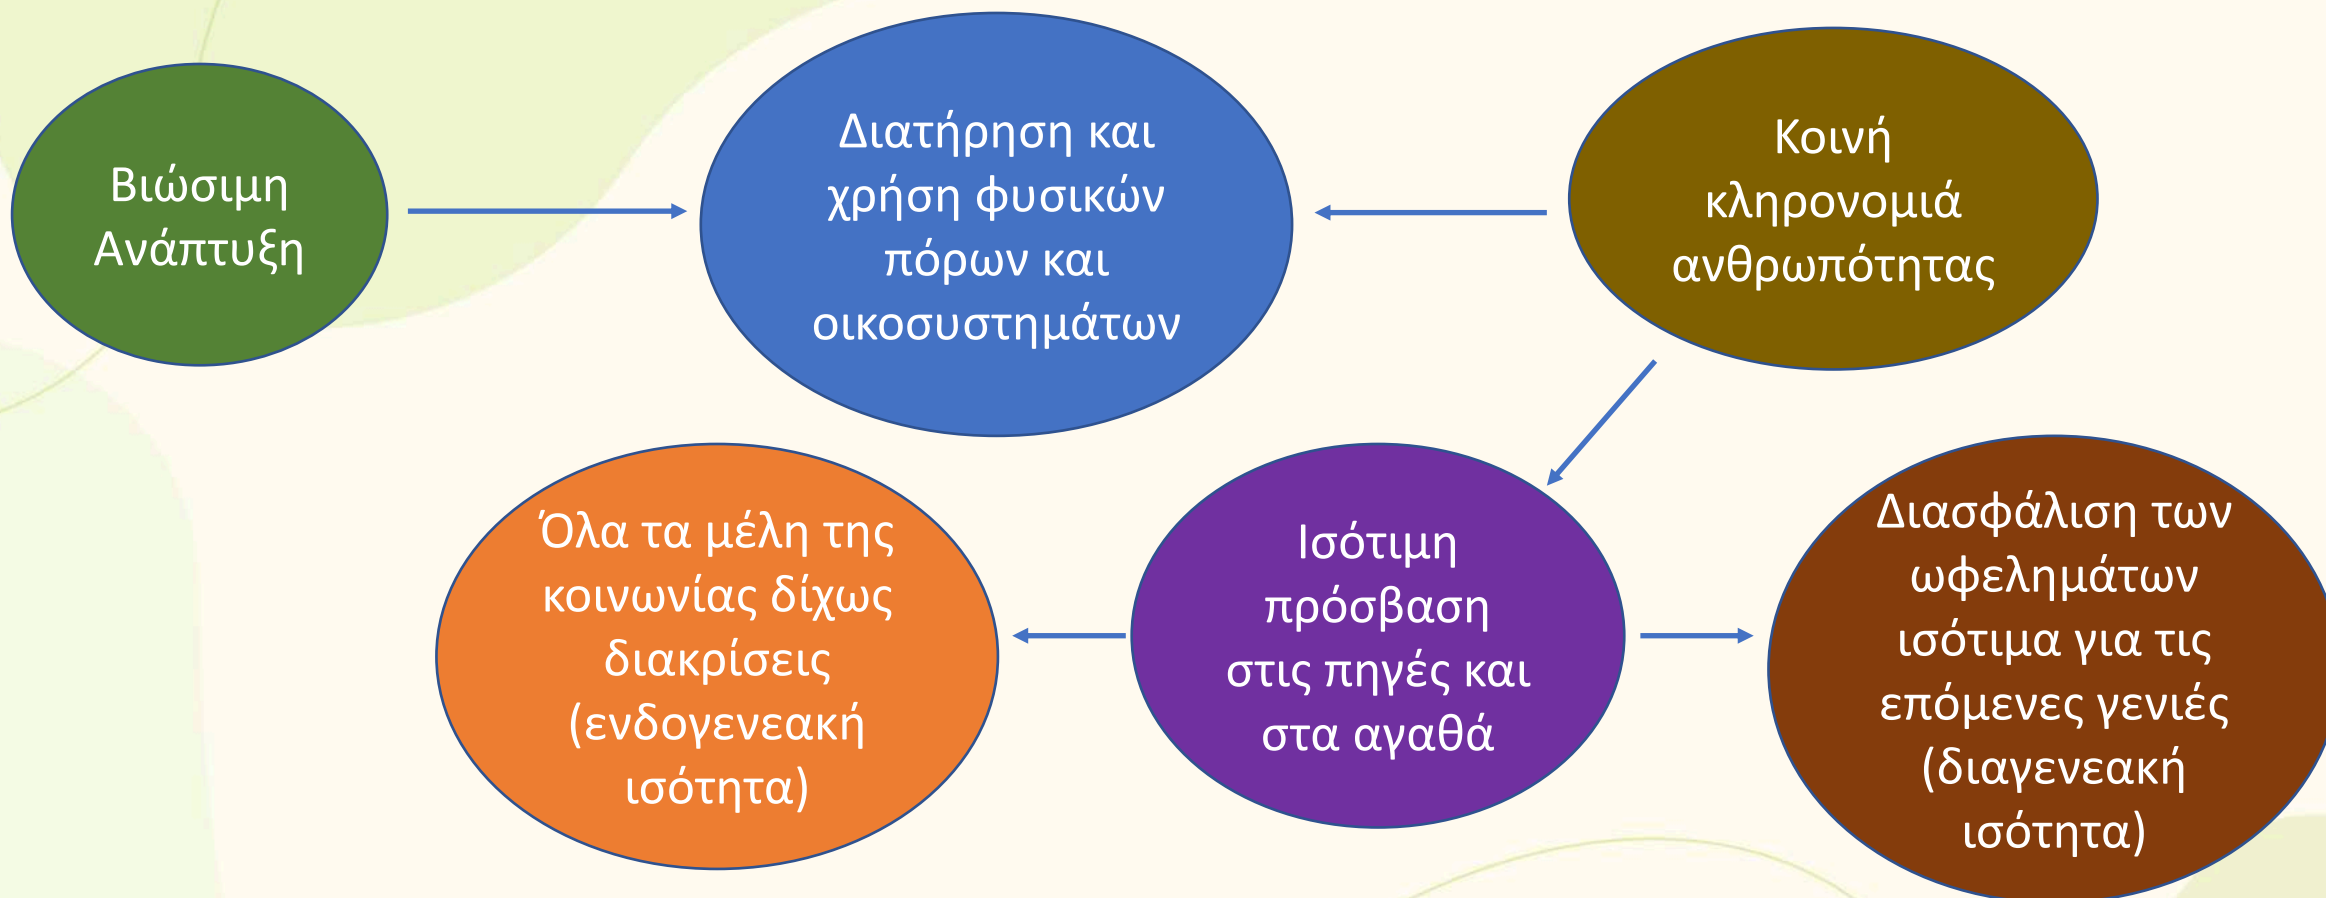 Βιώσιμη
Ανάπτυξη
Διατήρηση και
χρήση φυσικών
πόρων και
οικοσυστημάτων
Κοινή
κληρονομιά
ανθρωπότητας
Όλα τα μέλη της
κοινωνίας δίχως
διακρίσεις
(ενδογενεακή
ισότητα)
Ισότιμη
πρόσβαση
στις πηγές και
στα αγαθά
Διασφάλιση των
ωφελημάτων
ισότιμα για τις
επόμενες γενιές
(διαγενεακή
ισότητα)